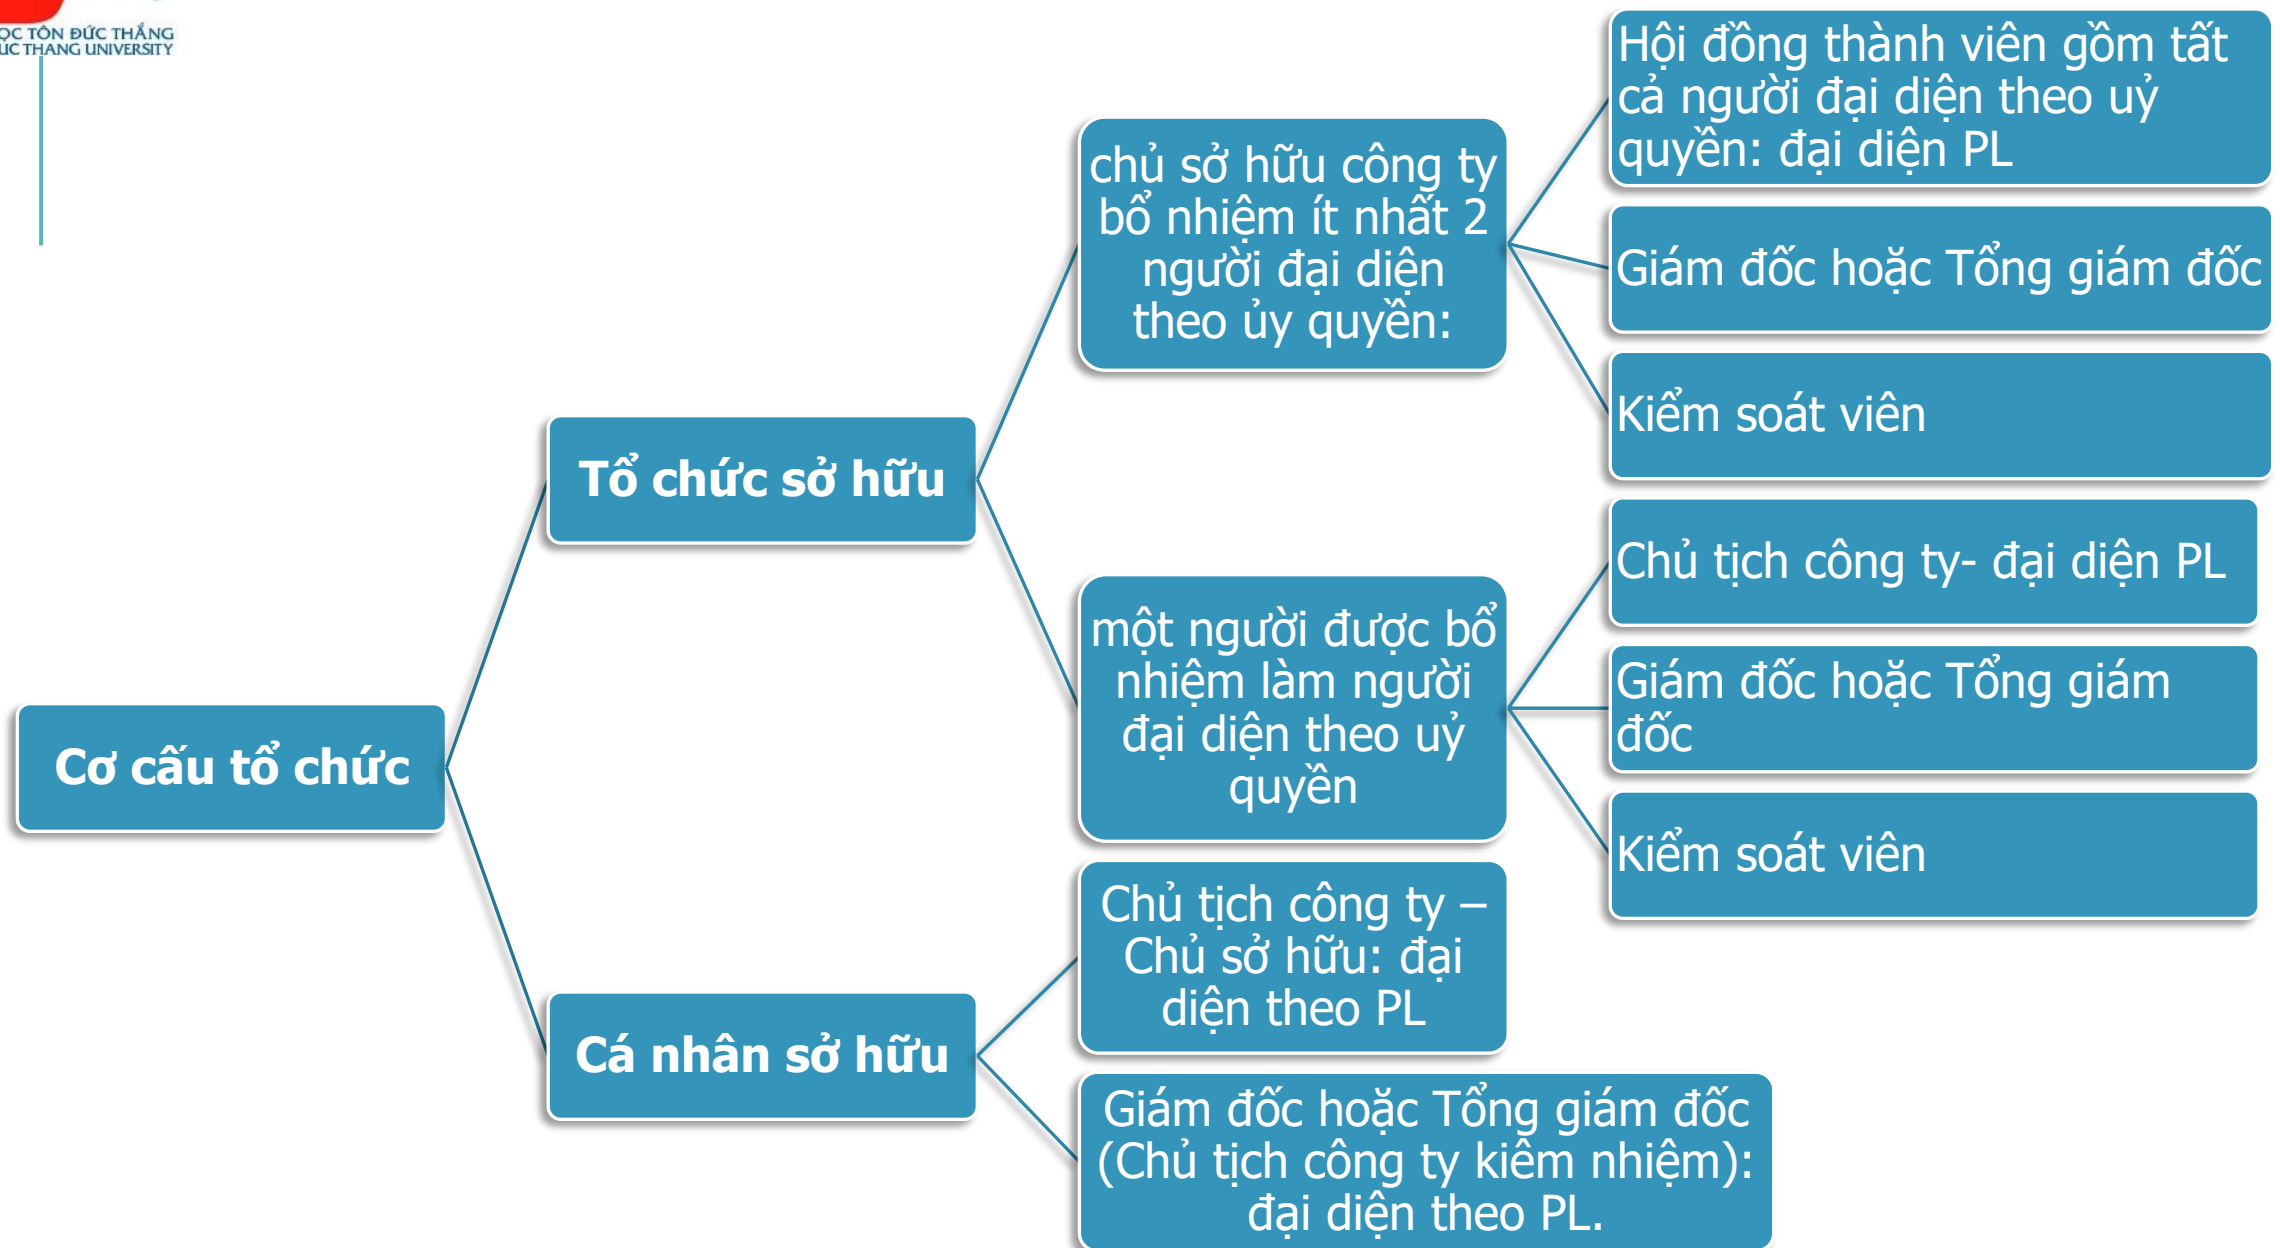 ỌC TÔN ĐỨC THẮNG
UC THANG UNIVERSITY
Cơ cấu tổ chức
Tổ chức sở hữu
chủ sở hữu công ty
bổ nhiệm ít nhất 2
người đại diện
theo ủy quyền:
Hội đồng thành viên gồm tất
cả người đại diện theo uỷ
quyền: đại diện PL
Giám đốc hoặc Tổng giám đốc
Kiểm soát viên
một người được bổ
nhiệm làm người
đại diện theo uỷ
quyền
Chủ tịch công ty- đại diện PL
Giám đốc hoặc Tổng giám
đốc
Kiểm soát viên
Cá nhân sở hữu
Chủ tịch công ty –
Chủ sở hữu: đại
diện theo PL
Giám đốc hoặc Tổng giám đốc
(Chủ tịch công ty kiêm nhiệm):
đại diện theo PL.